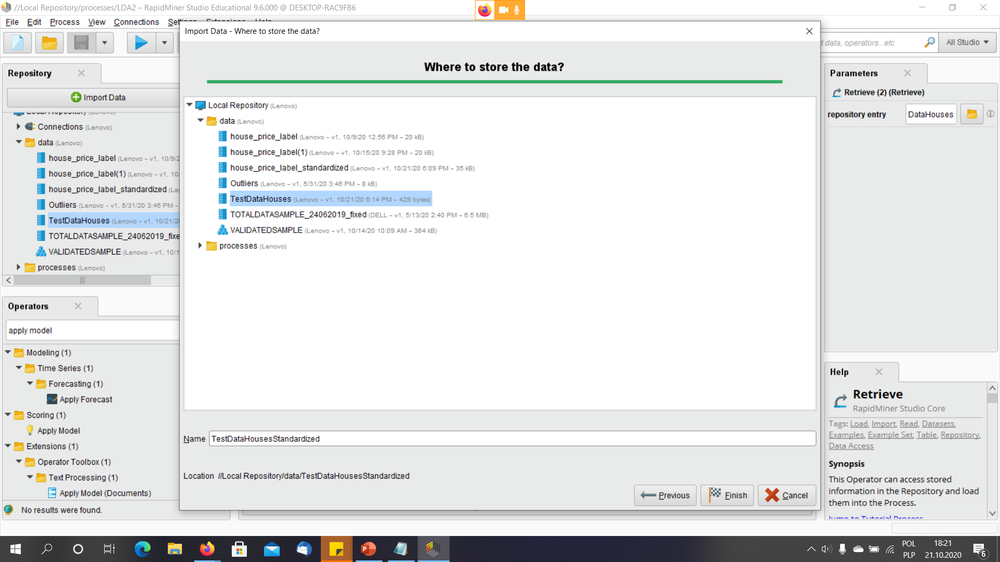 //Local Repository/processes/LDA2 – RapidMiner Studio Educational 9.6.000 @ DESKTOP-RAC9FB6
File Edit Process View Connections Settings Extensions Help
Import Data - Where to store the data?
d data, operators...etc
All Studio
Where to store the data?
Repository
Import Data
Local Repository (Lenovo)
Connections (Lenovo)
data (Lenovo)
house_price_label (Lenovo – v1, 10/9/2
house_price_label(1) (Lenovo – v1, 10
house_price_label_standardized (Le
Outliers (Lenovo – v1, 5/31/20 3:46 PM –
TestDataHouses (Lenovo – v1, 10/21/20
TOTALDATASAMPLE_24062019_fixe
VALIDATEDSAMPLE (Lenovo – v1, 10/1
processes (Lenovo)
Local Repository (Lenovo)
data (Lenovo)
house_price_label (Lenovo – v1, 10/9/20 12:56 PM – 20 kB)
house_price_label(1) (Lenovo – v1, 10/15/20 9:28 PM – 20 kB)
house_price_label_standardized (Lenovo – v1, 10/21/20 6:09 PM – 35 kB)
Outliers (Lenovo – v1, 5/31/20 3:46 PM – 8 kB)
TestDataHouses (Lenovo – v1, 10/21/20 6:14 PM – 429 bytes)
TOTALDATASAMPLE_24062019_fixed (DELL – v1, 5/13/20 2:40 PM – 6.5 MB)
VALIDATEDSAMPLE (Lenovo – v1, 10/14/20 10:09 AM – 384 kB)
processes (Lenovo)
Name TestDataHousesStandardized
Location //Local Repository/data/TestDataHousesStandardized
Previous
Finish
Cancel
Operators
apply model
Modeling (1)
Time Series (1)
Forecasting (1)
Apply Forecast
Scoring (1)
Apply Model
Extensions (1)
Operator Toolbox (1)
Text Processing (1)
Apply Model (Documents)
No results were found.
Parameters
Retrieve (2) (Retrieve)
repository entry DataHouses
Help
Retrieve
RapidMiner Studio Core
Tags: Load, Import, Read, Datasets,
Examples, Example Set, Table, Repository,
Data Access
Synopsis
This Operator can access stored
information in the Repository and load
them into the Process.
Jump to Tutorial Process
POL
PLP
18:21
21.10.2020
6